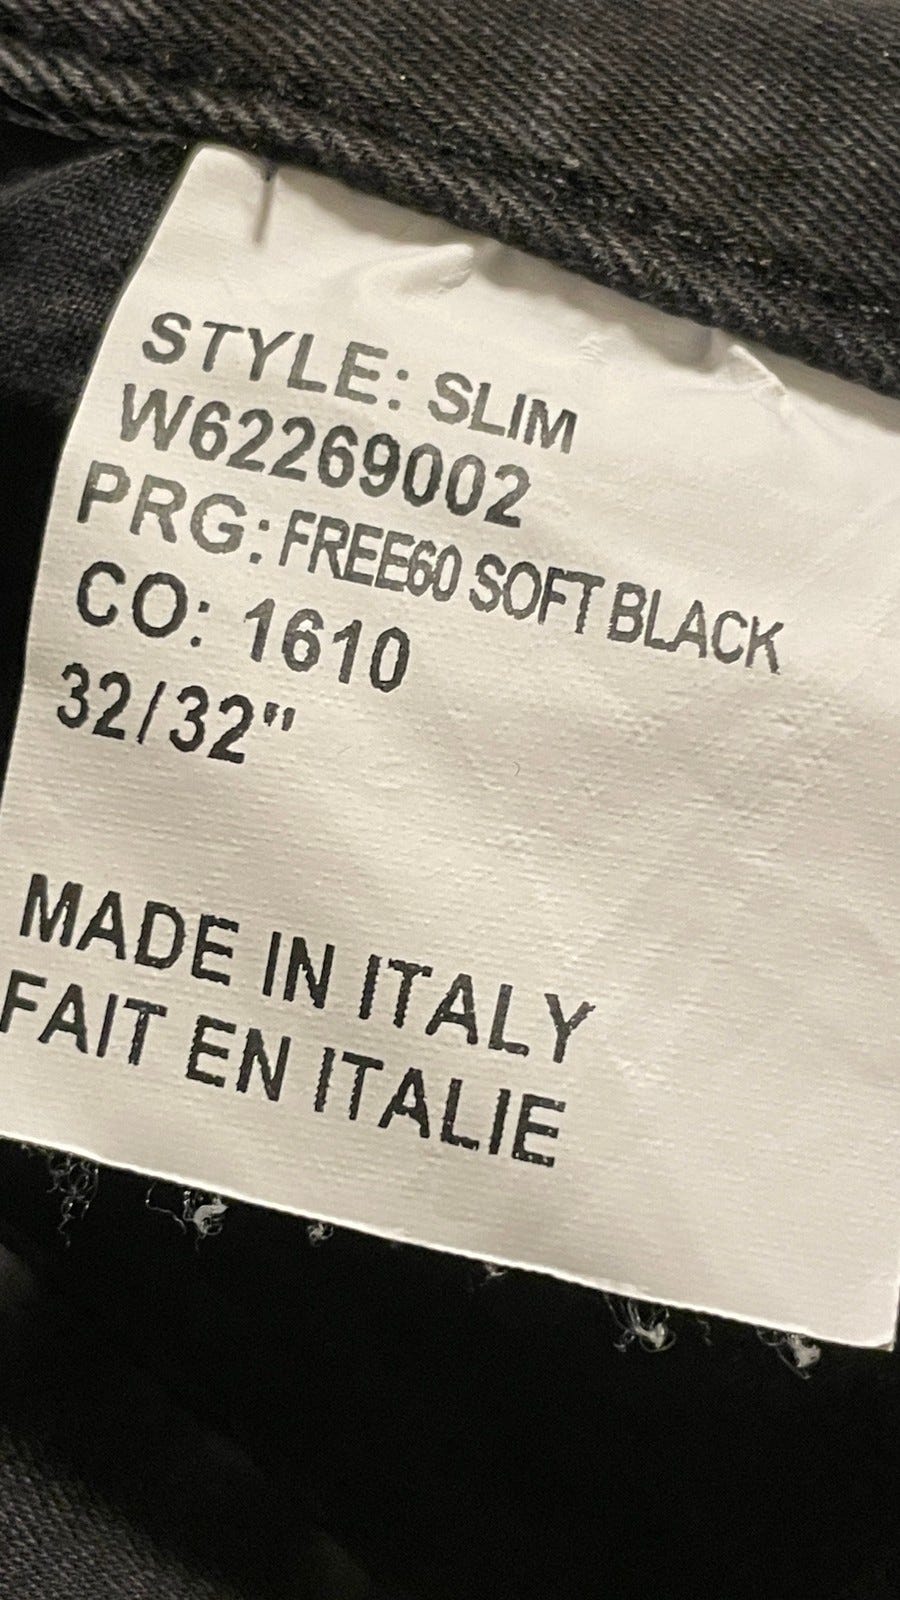 STYLE: SLIM
W62269002
PRG: FREE60 SOFT BLACK
CO: 1610
32/32"
MADE IN ITALY
FAIT EN ITALIE